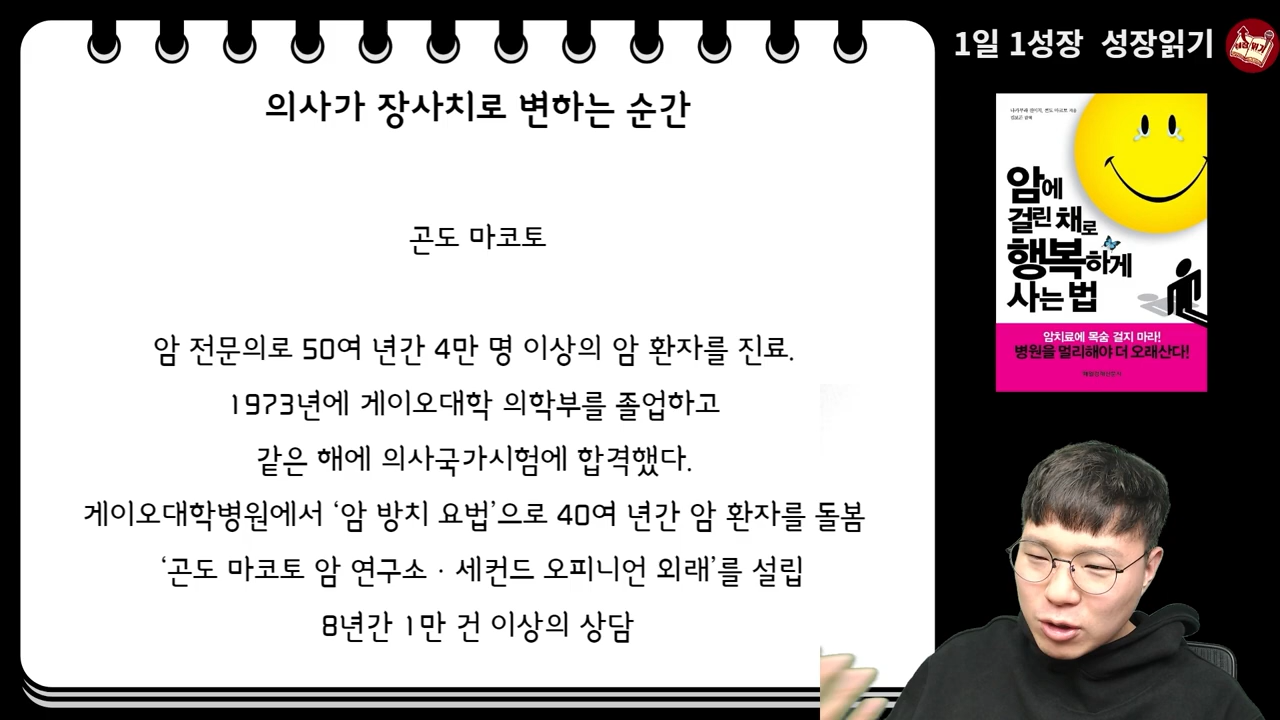 의사가 장사치로 변하는 순간
곤도 마코토
암 전문의로 50여 년간 4만 명 이상의 암 환자를 진료.
1973년에 게이오대학 의학부를 졸업하고
같은 해에 의사국가시험에 합격했다.
게이오대학병원에서 ‘암 방치 요법’으로 40여 년간 암 환자를 돌봄
‘곤도 마코토 암 연구소 · 세컨드 오피니언 외래’를 설립
8년간 1만 건 이상의 상담
1일 1성장 성장읽기
암에
걸린 채로
행복하게
사는 법
암치료에 목숨 걸지 마라!
병원을 멀리해야 더 오래산다!